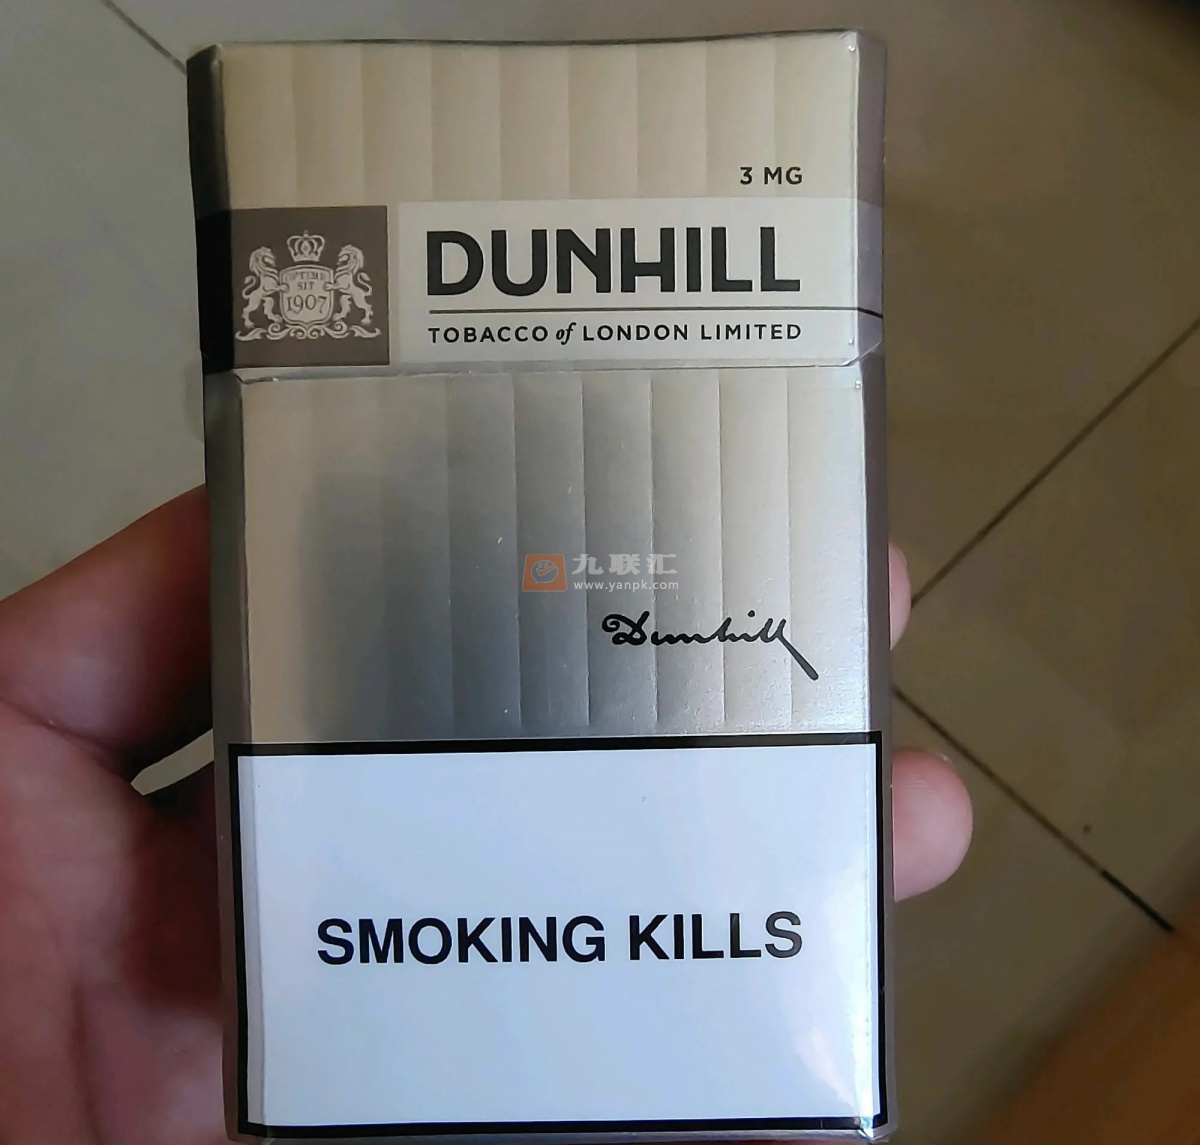 3 MG
OPTIME
SIT
1907
DUNHILL
TOBACCO of LONDON LIMITED
九联汇
www.yanpk.com
Dunhill
SMOKING KILLS